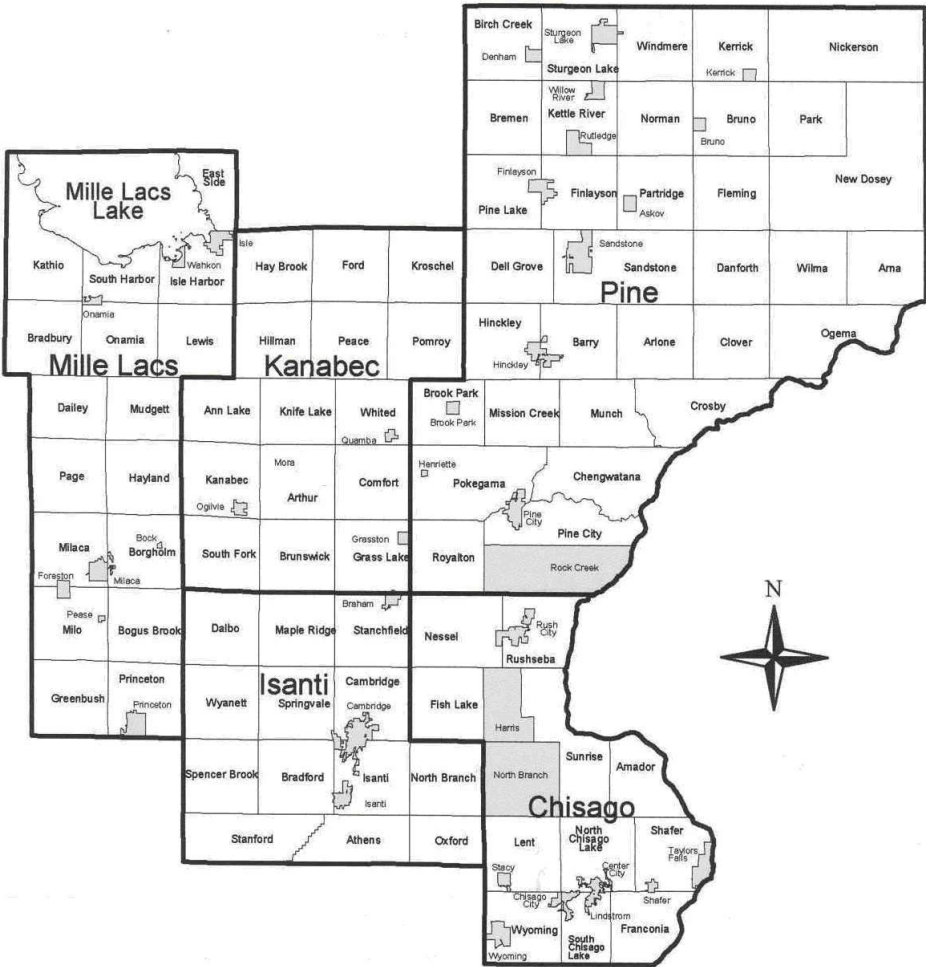 Birch Creek
Sturgeon
Lake
Windmere
Kerrick
Nickerson
Denham
Sturgeon Lake
Kerrick
Willow
River
Bremen
Kettle River
Norman
Bruno
Park
Rutledge
Bruno
Finlayson
Pine Lake
Finlayson
Partridge
Askov
Fleming
New Dosey
East
Side
Mille Lacs
Lake
Isle
Wahkon
Kathio
South Harbor
Isle Harbor
Hay Brook
Ford
Kroschel
Dell Grove
Sandstone
Sandstone
Danforth
Wilma
Arna
Pine
Onamia
Bradbury
Onamia
Lewis
Hillman
Peace
Pomroy
Hinckley
Hinckley
Barry
Arlone
Clover
Ogema
Mille Lacs
Kanabec
Dailey
Mudgett
Ann Lake
Knife Lake
Whited
Quamba
Brook Park
Brook Park
Mission Creek
Munch
Crosby
Page
Hayland
Kanabec
Ogilvie
Mora
Arthur
Comfort
Henriette
Pokegama
Chengwatana
Pine
City
Pine City
Milaca
Bock
Borgholm
Milaca
Foreston
South Fork
Brunswick
Grasston
Grass Lake
Royalton
Rock Creek
Pease
Milo
Bogus Brook
Dalbo
Maple Ridge
Braham
Stanchfield
Nessel
Rush
City
Rushseba
N
Greenbush
Princeton
Princeton
Isanti
Wyanett
Springvale
Cambridge
Cambridge
Fish Lake
Harris
Spencer Brook
Bradford
Isanti
Isanti
North Branch
North Branch
Sunrise
Amador
Chisago
Stanford
Athens
Oxford
Lent
North
Chisago
Lake
Shafer
Taylors
Falls
Stacy
Center
City
Chisago
City
Lindstrom
Shafer
Wyoming
Wyoming
South
Chisago
Lake
Franconia